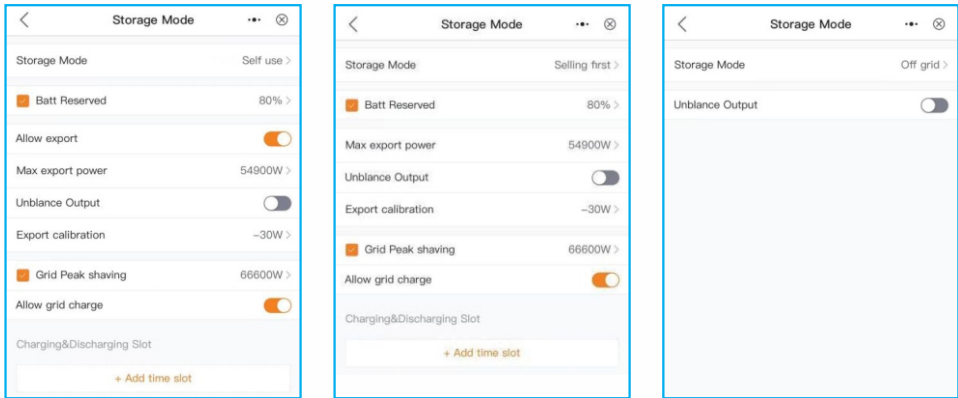 Storage Mode
Storage Mode Self use >
Batt Reserved 80% >
Allow export
Max export power 54900W >
Unblance Output
Export calibration -30W >
Grid Peak shaving 66600W >
Allow grid charge
Charging&Discharging Slot
+ Add time slot
Storage Mode
Storage Mode Selling first >
Batt Reserved 80% >
Max export power 54900W >
Unblance Output
Export calibration -30W >
Grid Peak shaving 66600W >
Allow grid charge
Charging&Discharging Slot
+ Add time slot
Storage Mode
Storage Mode Off grid >
Unblance Output